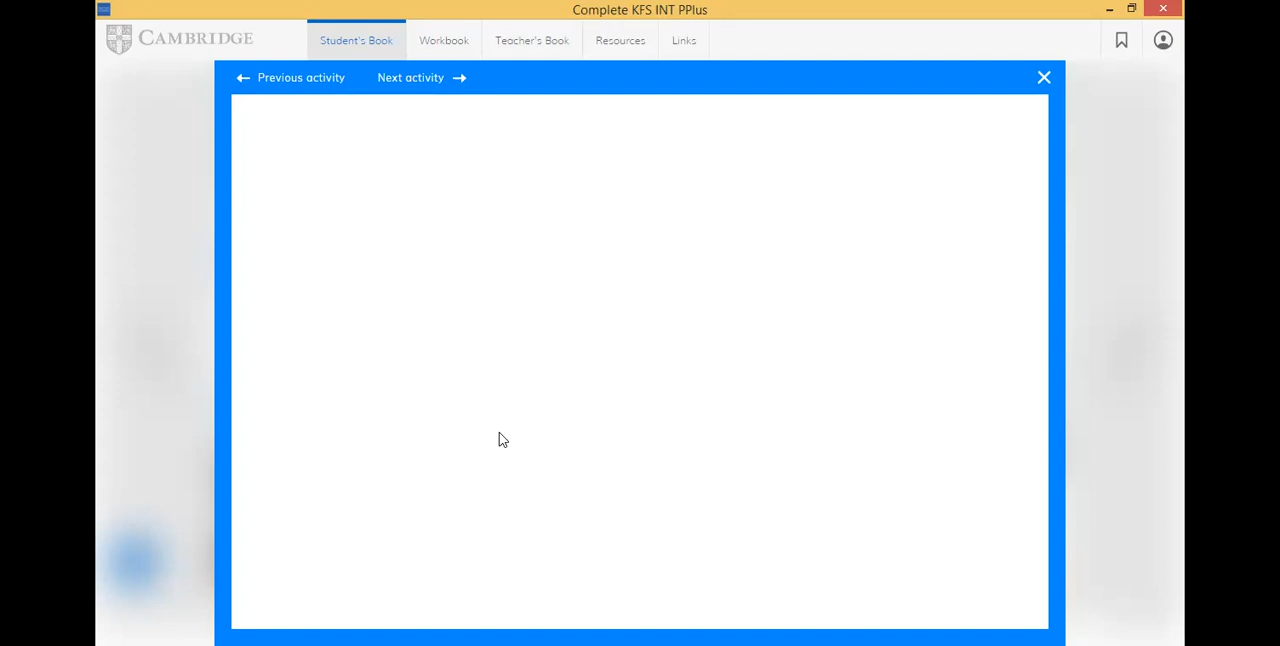 Complete KFS INT PPlus
CAMBRIDGE
Student's Book
Workbook
Teacher's Book
Resources
Links
Previous activity
Next activity